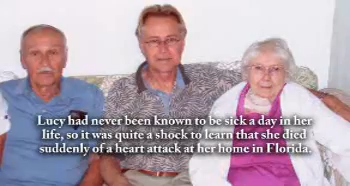 Lucy had never been known to be sick a day in her
life, so it was quite a shock to learn that she died
suddenly of a heart attack at her home in Florida.